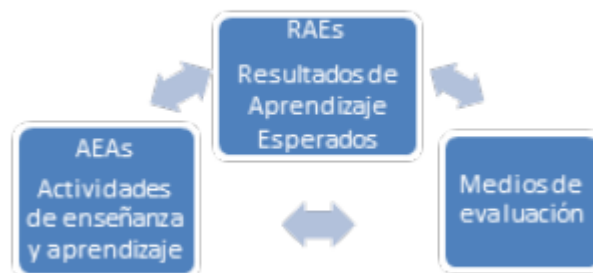 RAEs
Resultados de
Aprendizaje
Esperados
AEAs
Actividades
de enseñanza
y aprendizaje
Medios de
evaluación